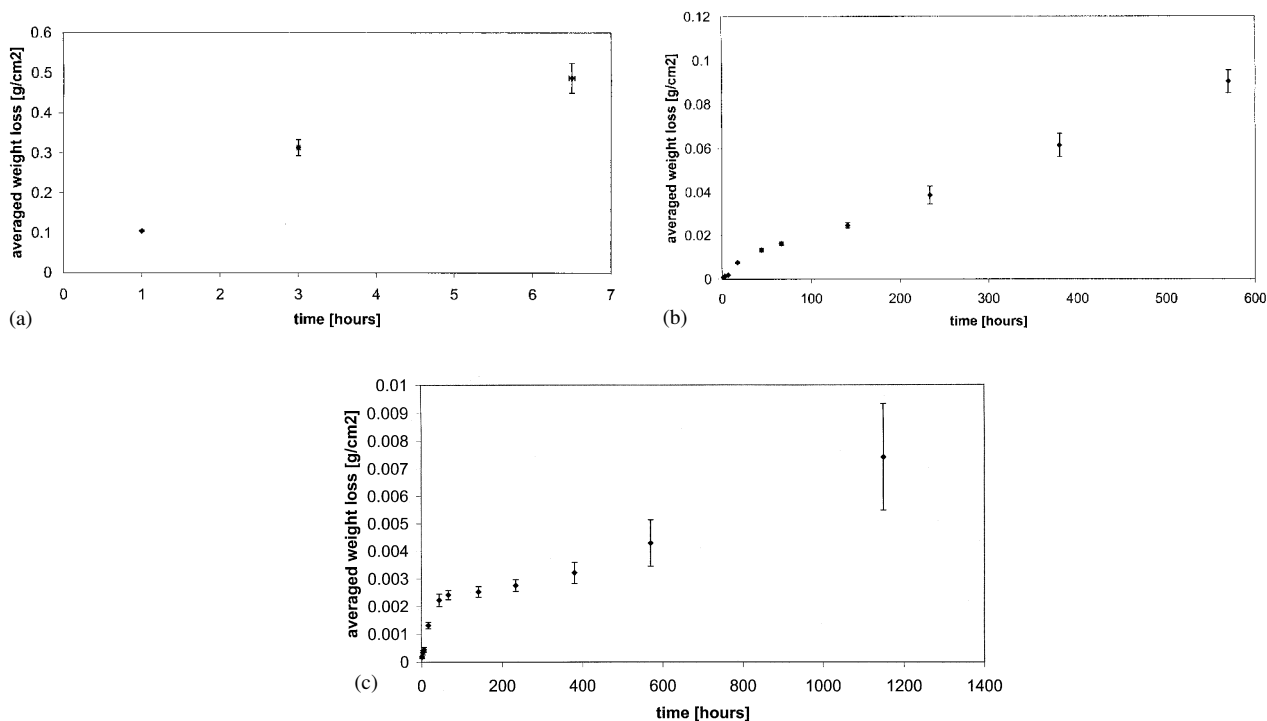 0.6
0.5
0.4
0.3
0.2
0.1
0
averaged weight loss [g/cm2]
0 1 2 3 4 5 6 7
time [hours]
(a)
0.12
0.1
0.08
0.06
0.04
0.02
0
averaged weight loss [g/cm2]
0 100 200 300 400 500 600
time [hours]
(b)
0.01
0.009
0.008
0.007
0.006
0.005
0.004
0.003
0.002
0.001
0
averaged weight loss [g/cm2]
0 200 400 600 800 1000 1200 1400
time [hours]
(c)